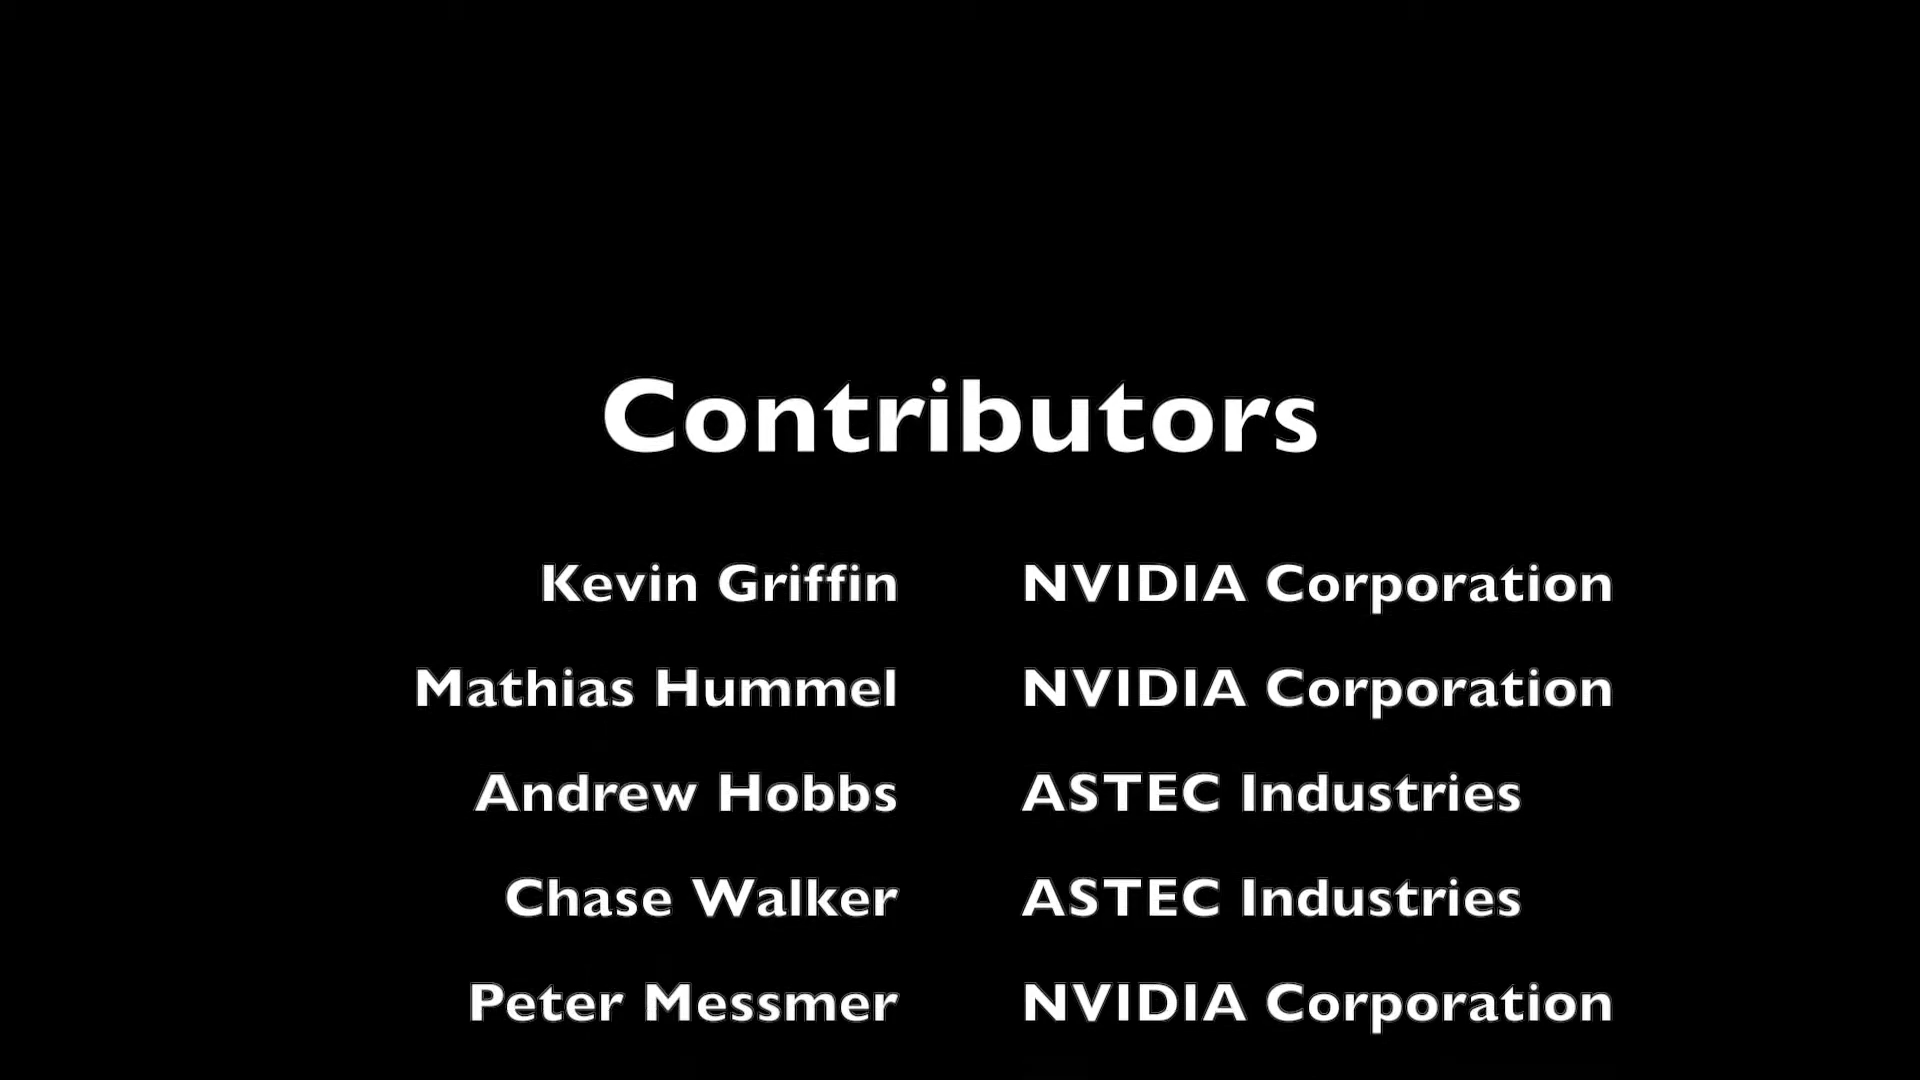 Contributors
Kevin Griffin NVIDIA Corporation
Mathias Hummel NVIDIA Corporation
Andrew Hobbs ASTEC Industries
Chase Walker ASTEC Industries
Peter Messmer NVIDIA Corporation